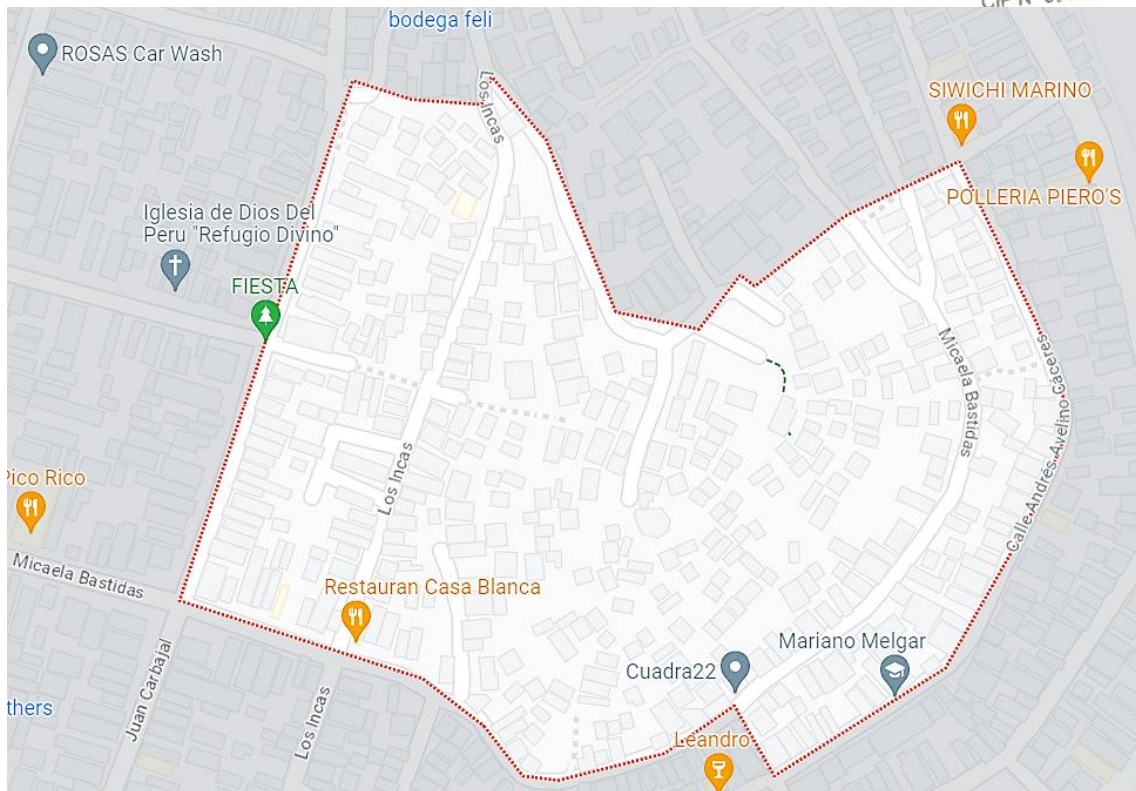 bodega feli
ROSAS Car Wash
Los Incas
SIWICHI MARINO
POLLERIA PIERO'S
Iglesia de Dios Del
Peru "Refugio Divino"
FIESTA
Micaela Bastidas
Calle Andrés Avelino Cáceres
Los Incas
Pico Rico
Micaela Bastidas
Restauran Casa Blanca
Mariano Melgar
Cuadra22
Juan Carbajal
Los Incas
thers
Leandro